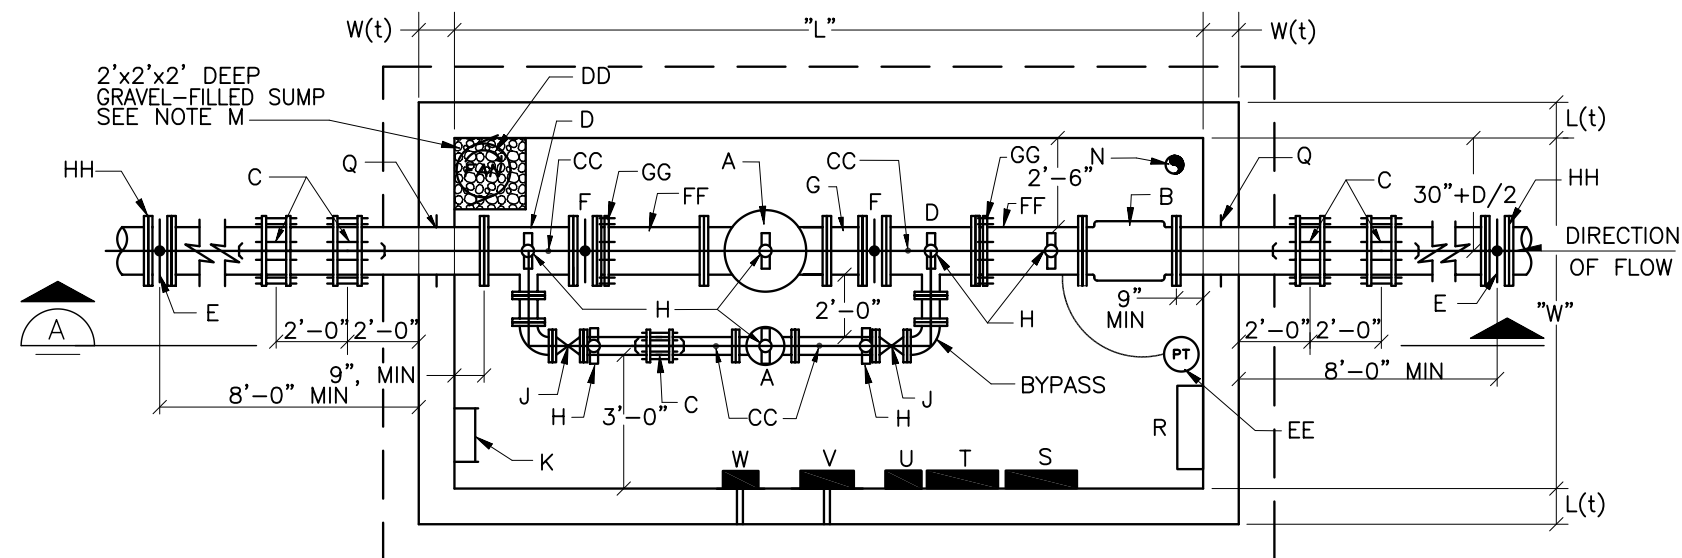 W(t)
"L"
W(t)
2'x2'x2' DEEP
GRAVEL-FILLED SUMP
SEE NOTE M
DD
D
L(t)
HH
C
Q
CC
F
GG
FF
A
CC
G
F
D
GG
2'-6"
FF
N
B
Q
C
30"+D/2
HH
FAN
DIRECTION
OF FLOW
A
E
2'-0"
2'-0"
H
2'-0"
H
9"
MIN
E
2'-0"
2'-0"
"W"
PT
9", MIN
8'-0" MIN
J
H
3'-0"
C
A
CC
H
J
BYPASS
8'-0" MIN
K
R
EE
W
V
U
T
S
L(t)